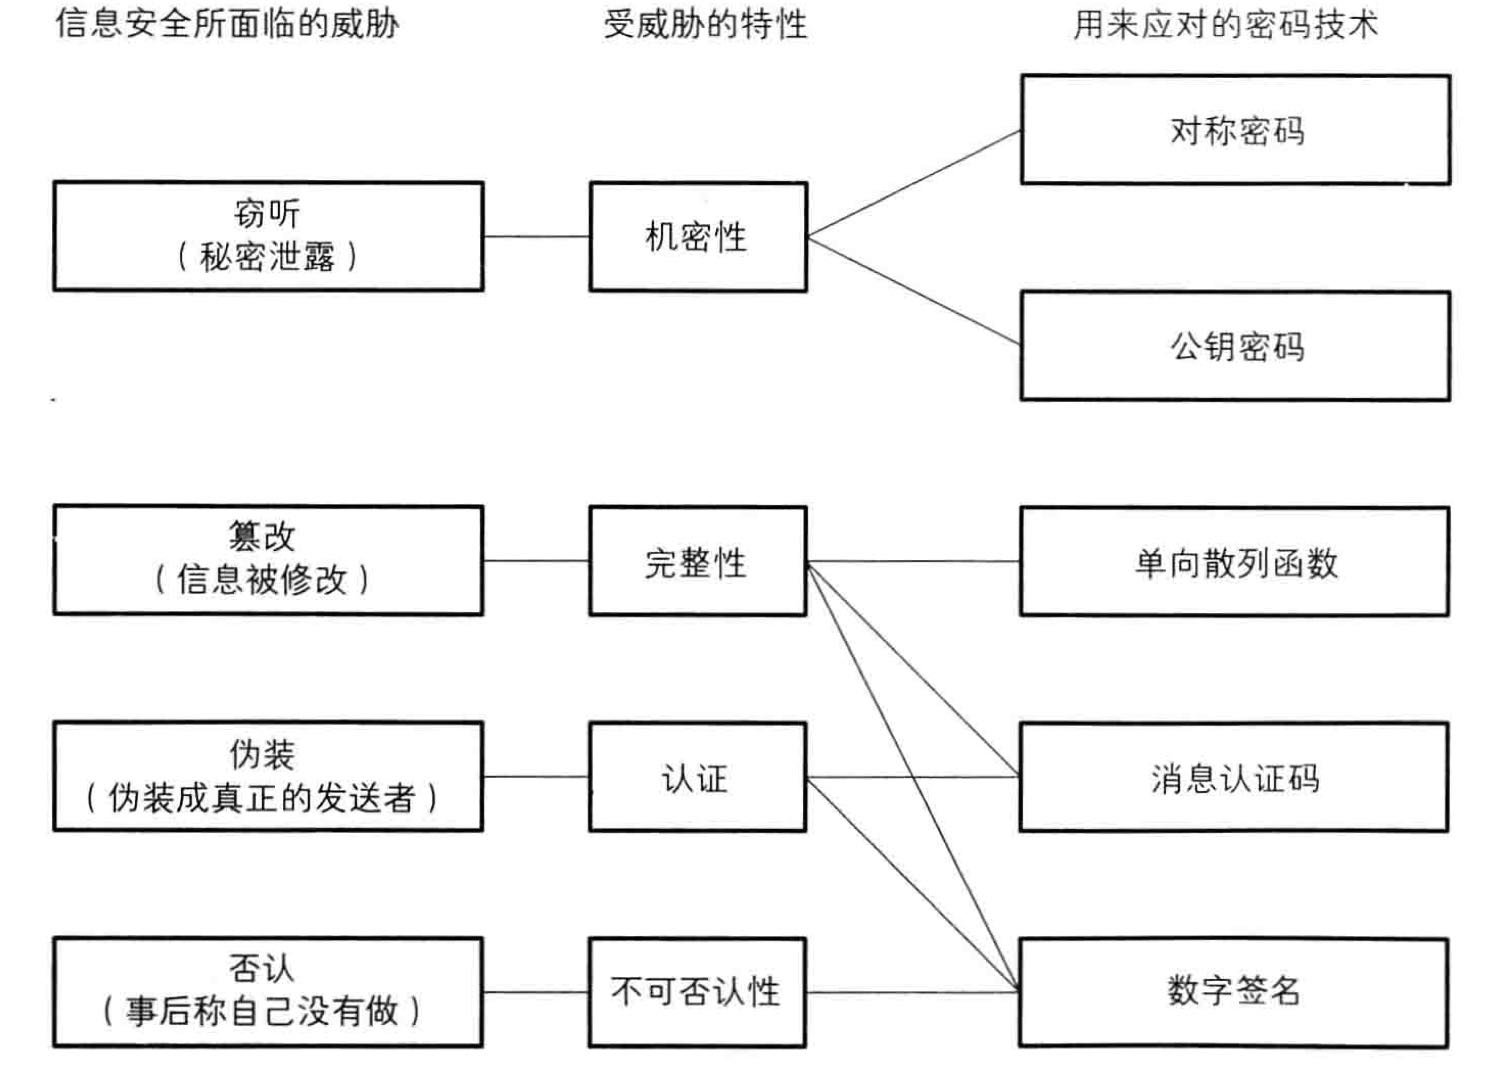 信息安全所面临的威胁
受威胁的特性
用来应对的密码技术
对称密码
窃听
（秘密泄露）
机密性
公钥密码
篡改
（信息被修改）
完整性
单向散列函数
伪装
（伪装成真正的发送者）
认证
消息认证码
否认
（事后称自己没有做）
不可否认性
数字签名